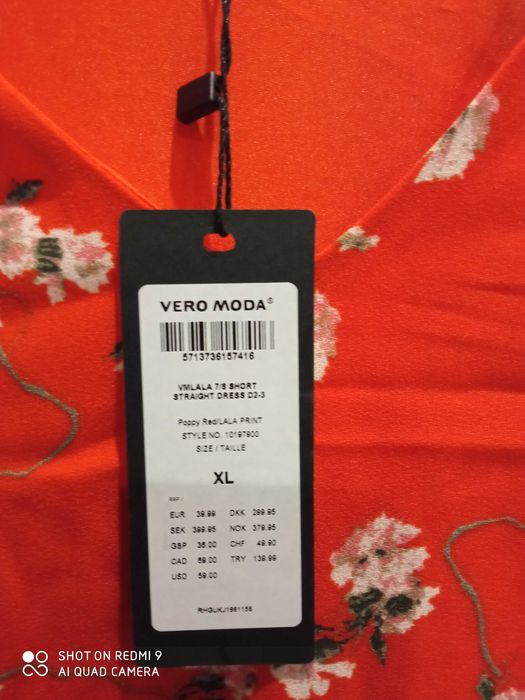 VERO MODA®
5713736157416
VMLALA 7/8 SHORT
STRAIGHT DRESS D2-3
Poppy Red/LALA PRINT
STYLE NO. 10197900
SIZE / TAILLE
XL
RRP /
EUR 39.99 DKK 299.95
SEK 399.95 NOK 379.95
GBP 36.00 CHF 49.90
CAD 69.00 TRY 139.99
USD 59.00
SHOT ON REDMI 9
AI QUAD CAMERA